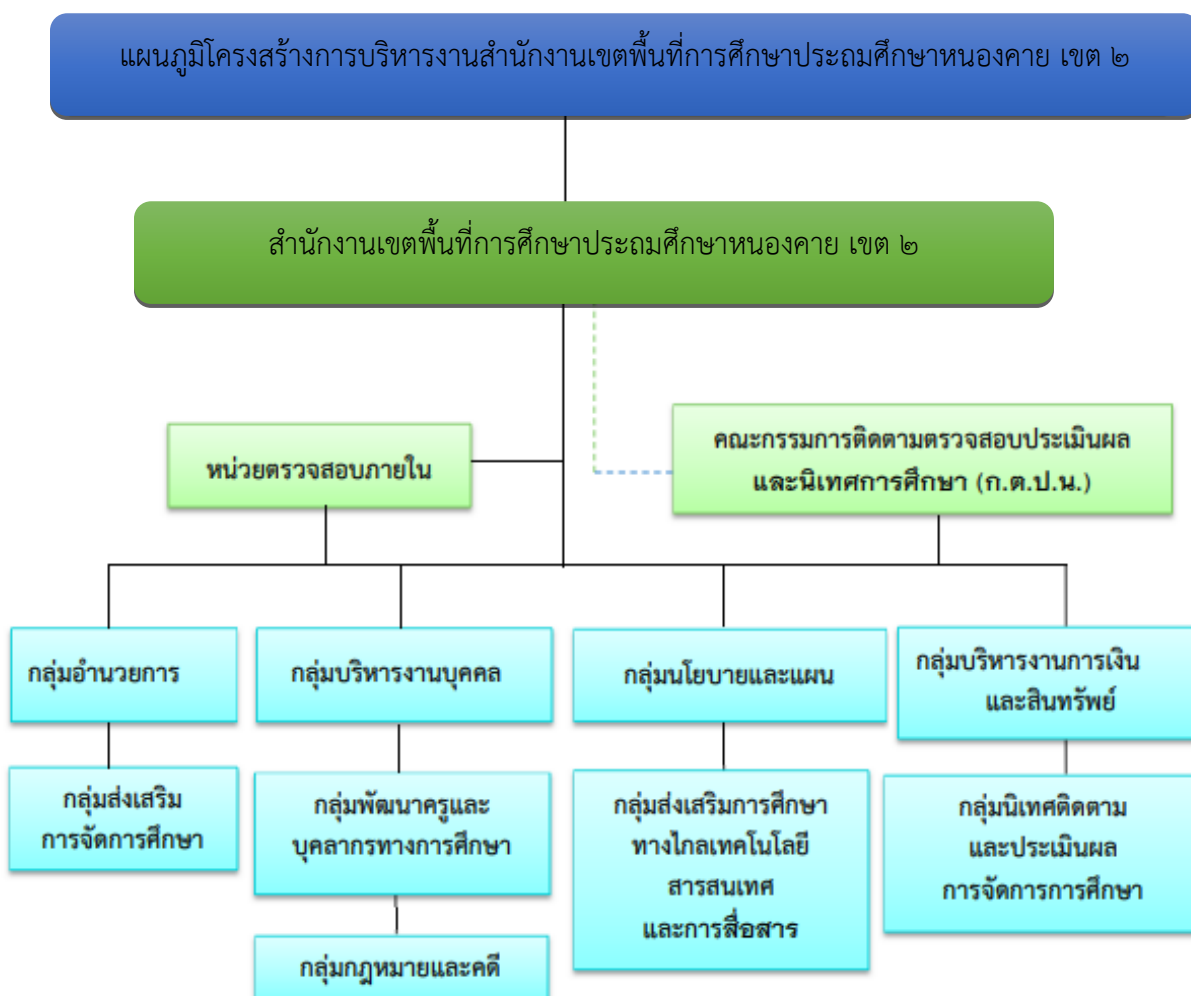 แผนภูมิโครงสร้างการบริหารงานสำนักงานเขตพื้นที่การศึกษาประถมศึกษาหนองคาย เขต ๒
สำนักงานเขตพื้นที่การศึกษาประถมศึกษาหนองคาย เขต ๒
หน่วยตรวจสอบภายใน
คณะกรรมการติดตามตรวจสอบประเมินผล
และนิเทศการศึกษา (ก.ต.ป.น.)
กลุ่มอำนวยการ
กลุ่มบริหารงานบุคคล
กลุ่มนโยบายและแผน
กลุ่มบริหารงานการเงิน
และสินทรัพย์
กลุ่มส่งเสริม
การจัดการศึกษา
กลุ่มพัฒนาครูและ
บุคลากรทางการศึกษา
กลุ่มส่งเสริมการศึกษา
ทางไกลเทคโนโลยี
สารสนเทศ
และการสื่อสาร
กลุ่มนิเทศติดตาม
และประเมินผล
การจัดการการศึกษา
กลุ่มกฎหมายและคดี